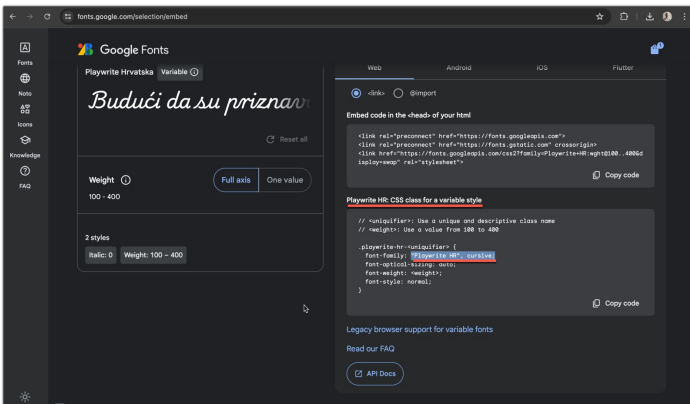 fonts.google.com/selection/embed
Fonts
Noto
Icons
Knowledge
FAQ
Google Fonts
Playwrite Hrvatska Variable
Budući da su priznan
Reset all
Weight
Full axis One value
100 - 400
2 styles
Italic: 0 Weight: 100 – 400
Web Android iOS Flutter
<link> @import
Embed code in the <head> of your html
<link rel="preconnect" href="https://fonts.googleapis.com">
<link rel="preconnect" href="https://fonts.gstatic.com" crossorigin>
<link href="https://fonts.googleapis.com/css2?family=Playwrite+HR:wght@100..400&d
isplay=swap" rel="stylesheet">
Copy code
Playwrite HR: CSS class for a variable style
// <uniquifier>: Use a unique and descriptive class name
// <weight>: Use a value from 100 to 400
.playwrite-hr-<uniquifier> {
font-family: "Playwrite HR", cursive;
font-optical-sizing: auto;
font-weight: <weight>;
font-style: normal;
}
Copy code
Legacy browser support for variable fonts
Read our FAQ
API Docs